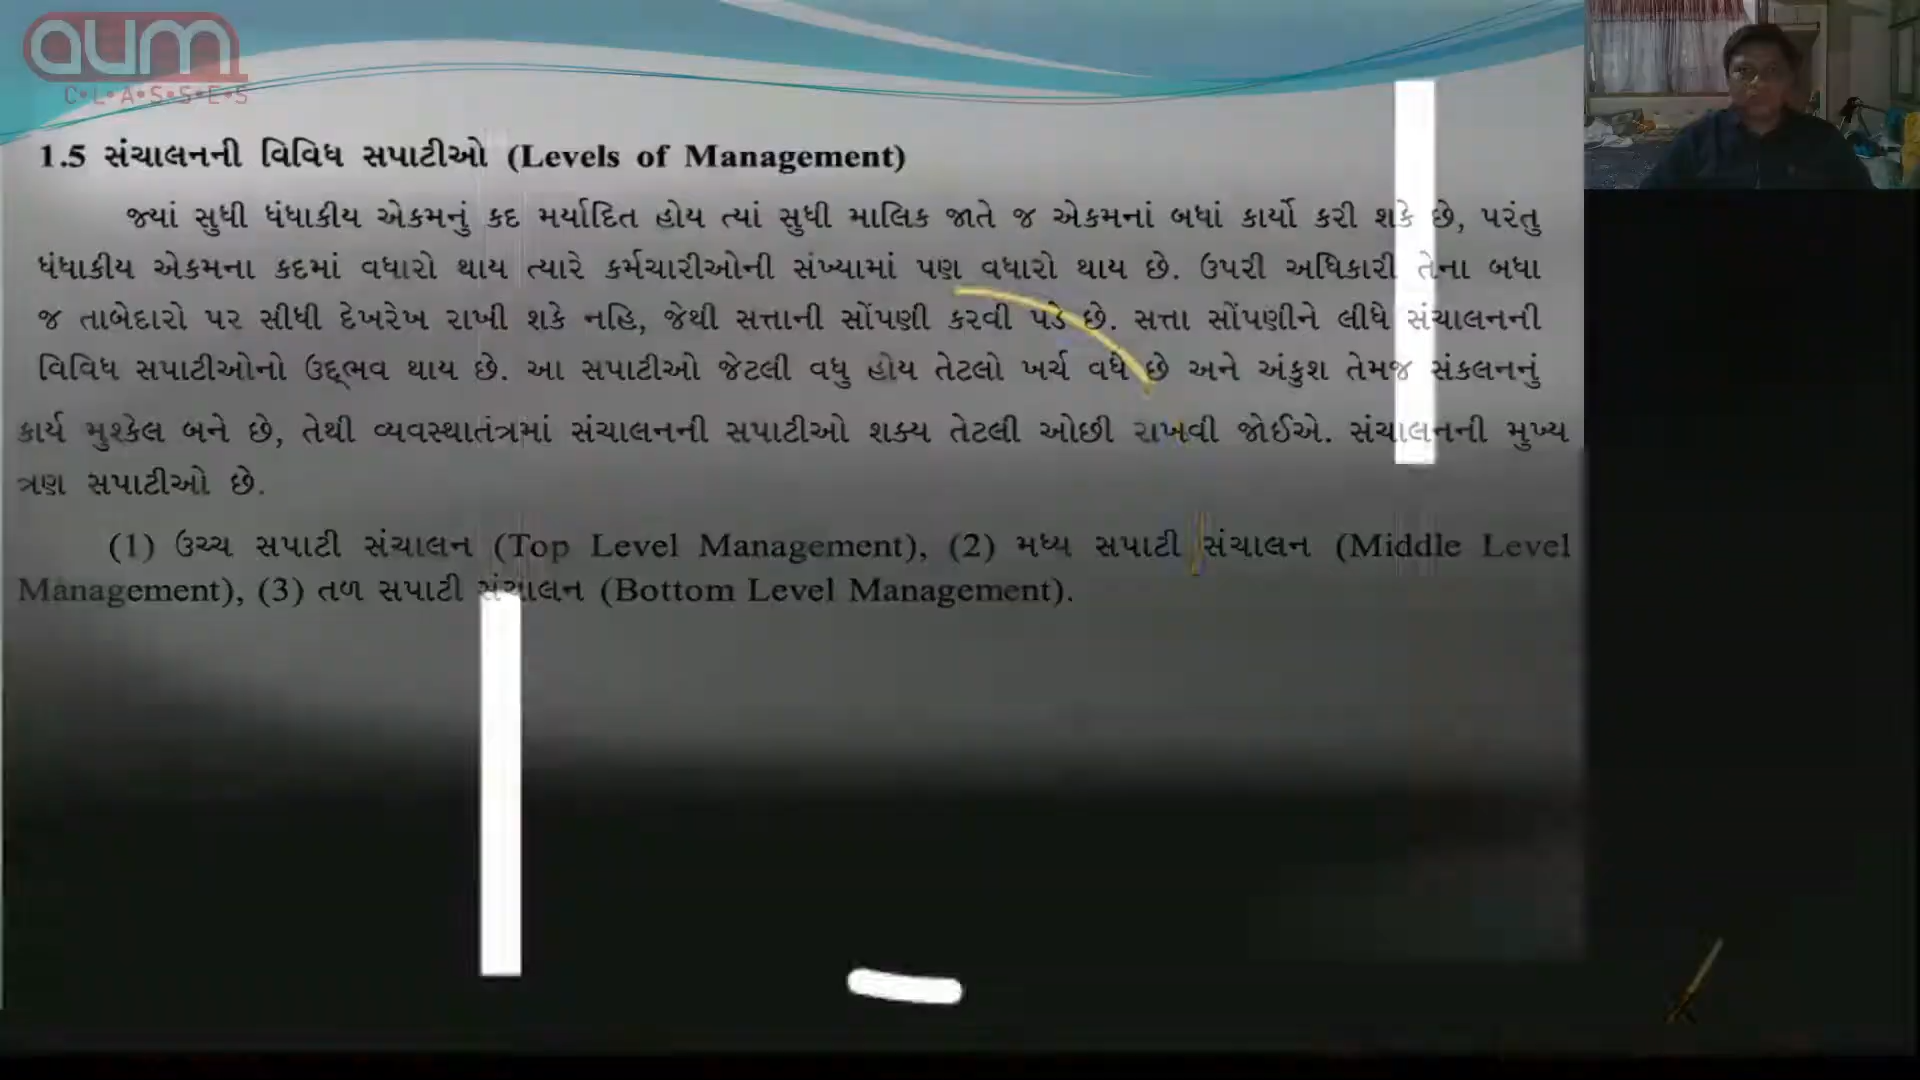 aum
C•L•A•S•S•E•S
1.5 સંચાલનની વિવિધ સપાટીઓ (Levels of Management)
જ્યાં સુધી ધંધાકીય એકમનું કદ મર્યાદિત હોય ત્યાં સુધી માલિક જાતે જ એકમનાં બધાં કાર્યો કરી શકે છે, પરંતુ
ધંધાકીય એકમના કદમાં વધારો થાય ત્યારે કર્મચારીઓની સંખ્યામાં પણ વધારો થાય છે. ઉપરી અધિકારી તેના બધા
જ તાબેદારો પર સીધી દેખરેખ રાખી શકે નહિ, જેથી સત્તાની સોંપણી કરવી પડે છે. સત્તા સોંપણીને લીધે સંચાલનની
વિવિધ સપાટીઓનો ઉદ્ભવ થાય છે. આ સપાટીઓ જેટલી વધુ હોય તેટલો ખર્ચ વધે છે અને અંકુશ તેમજ સંકલનનું
કાર્ય મુશ્કેલ બને છે, તેથી વ્યવસ્થાતંત્રમાં સંચાલનની સપાટીઓ શક્ય તેટલી ઓછી રાખવી જોઈએ. સંચાલનની મુખ્ય
ત્રણ સપાટીઓ છે.
(1) ઉચ્ચ સપાટી સંચાલન (Top Level Management), (2) મધ્ય સપાટી સંચાલન (Middle Level
Management), (3) તળ સપાટી સંચાલન (Bottom Level Management).